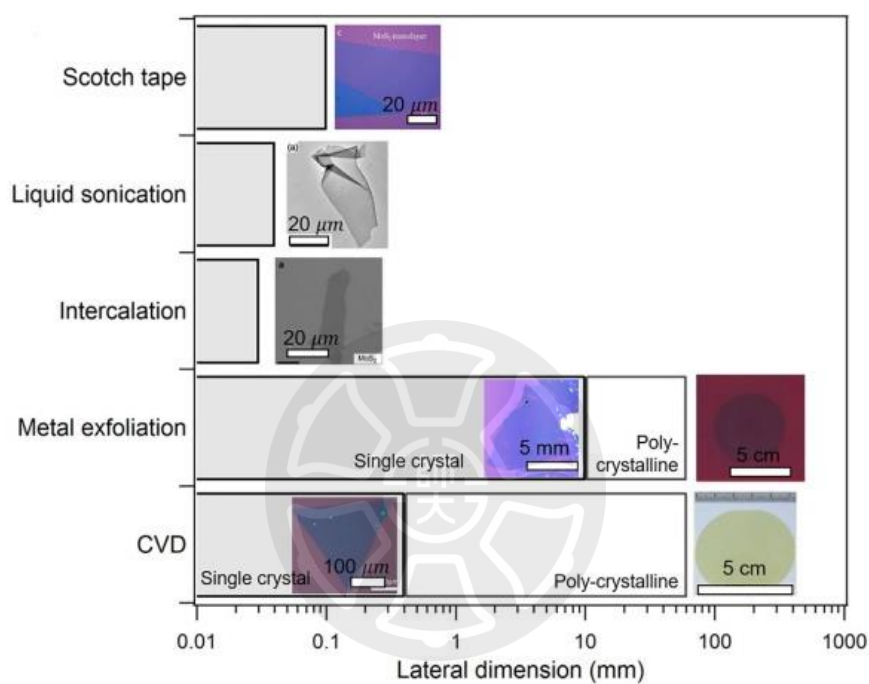 Scotch tape
c
MoS₂ monolayer
20 μm
Liquid sonication
(a)
20 μm
Intercalation
a
20 μm
MoS₂
Metal exfoliation
Single crystal
5 mm
Poly-
crystalline
5 cm
CVD
Single crystal
100 μm
Poly-crystalline
5 cm
0.01 0.1 1 10 100 1000
Lateral dimension (mm)